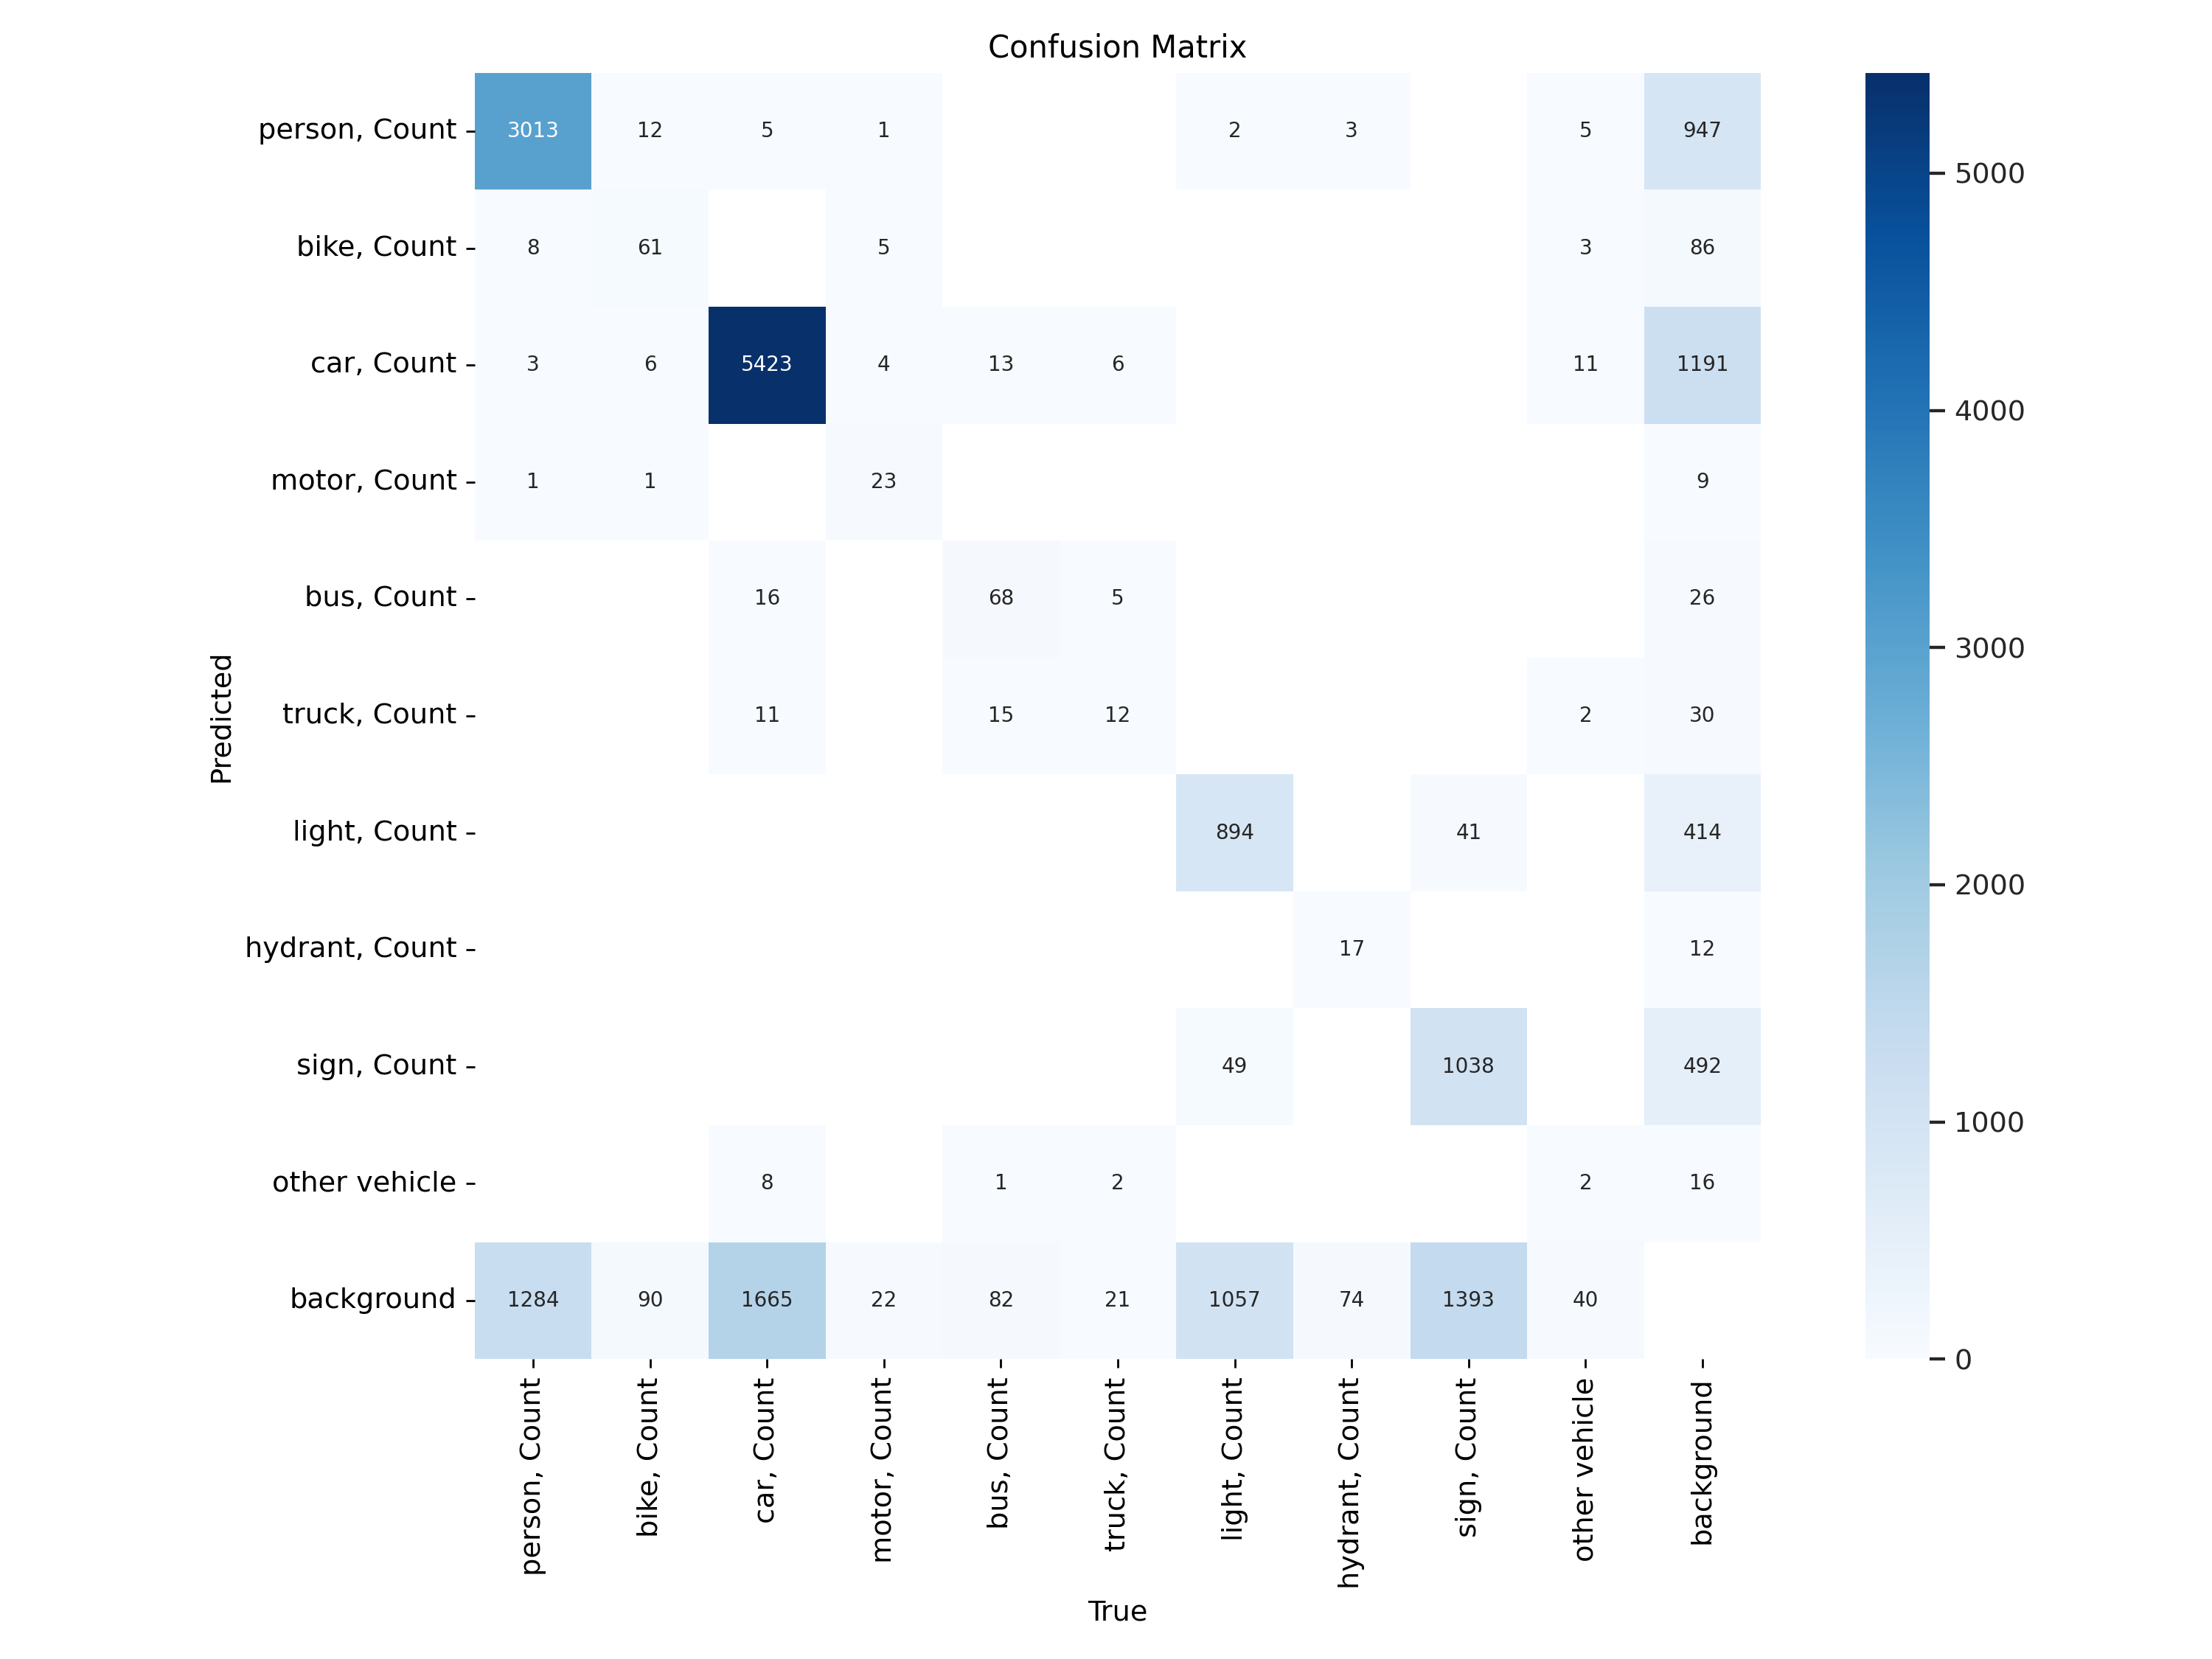 Confusion Matrix
person, Count 3013 12 5 1 2 3 5 947
bike, Count 8 61 5 3 86
car, Count 3 6 5423 4 13 6 11 1191
motor, Count 1 1 23 9
bus, Count 16 68 5 26
truck, Count 11 15 12 2 30
light, Count 894 41 414
hydrant, Count 17 12
sign, Count 49 1038 492
other vehicle 8 1 2 2 16
background 1284 90 1665 22 82 21 1057 74 1393 40
Predicted
person, Count
bike, Count
car, Count
motor, Count
bus, Count
truck, Count
light, Count
hydrant, Count
sign, Count
other vehicle
background
True
5000
4000
3000
2000
1000
0